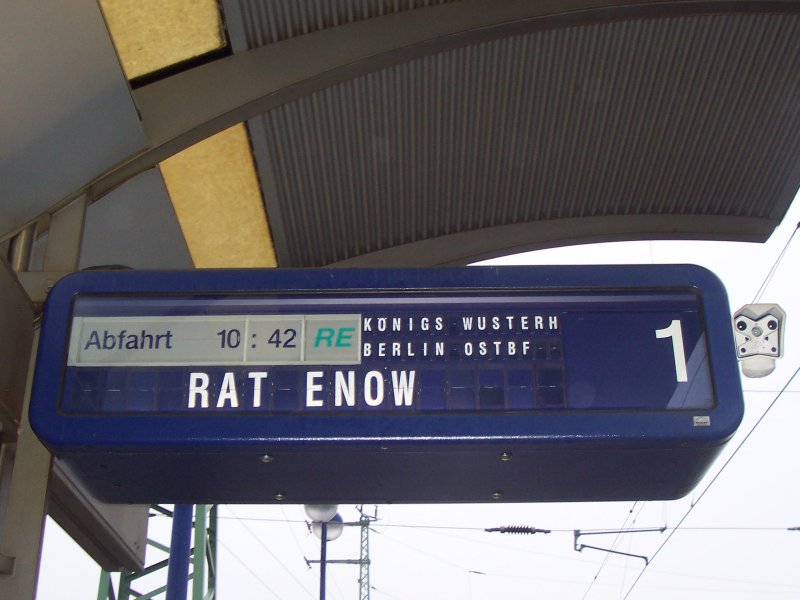 Abfahrt 10:42 RE KÖNIGS WUSTERH
BERLIN OSTBF
RAT ENOW
1